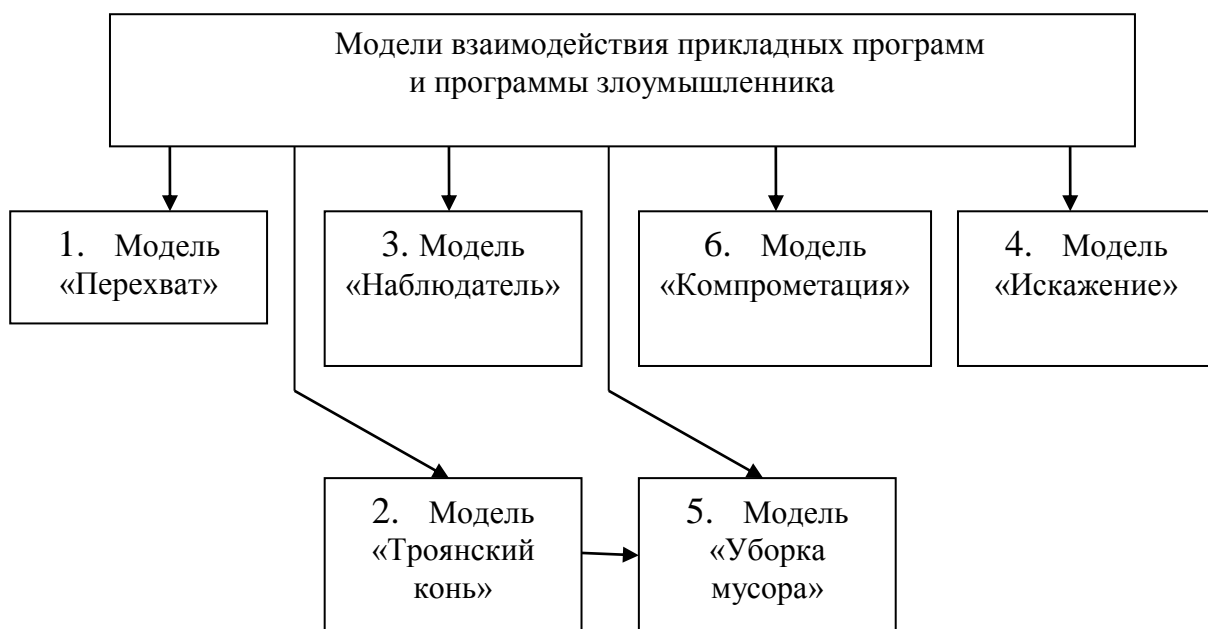 Модели взаимодействия прикладных программ
и программы злоумышленника
1. Модель
«Перехват»
3. Модель
«Наблюдатель»
6. Модель
«Компрометация»
4. Модель
«Искажение»
2. Модель
«Троянский
конь»
5. Модель
«Уборка
мусора»